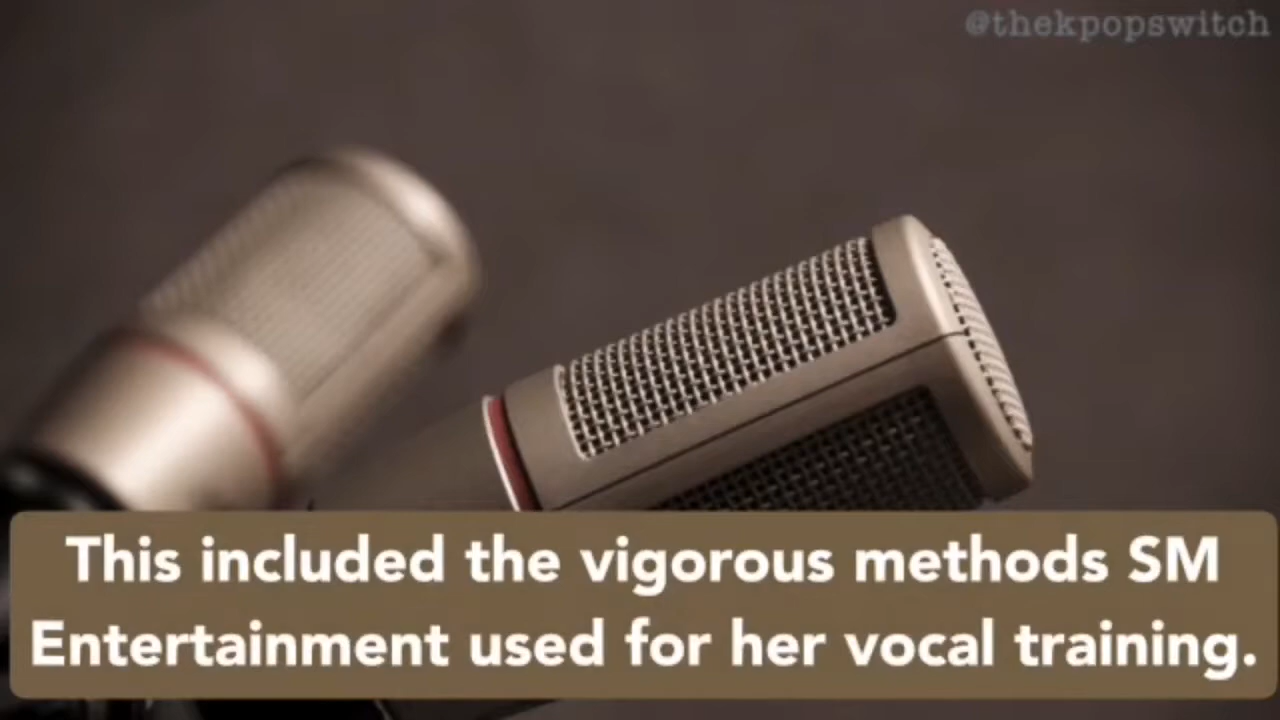 @thekpopswitch
This included the vigorous methods SM
Entertainment used for her vocal training.